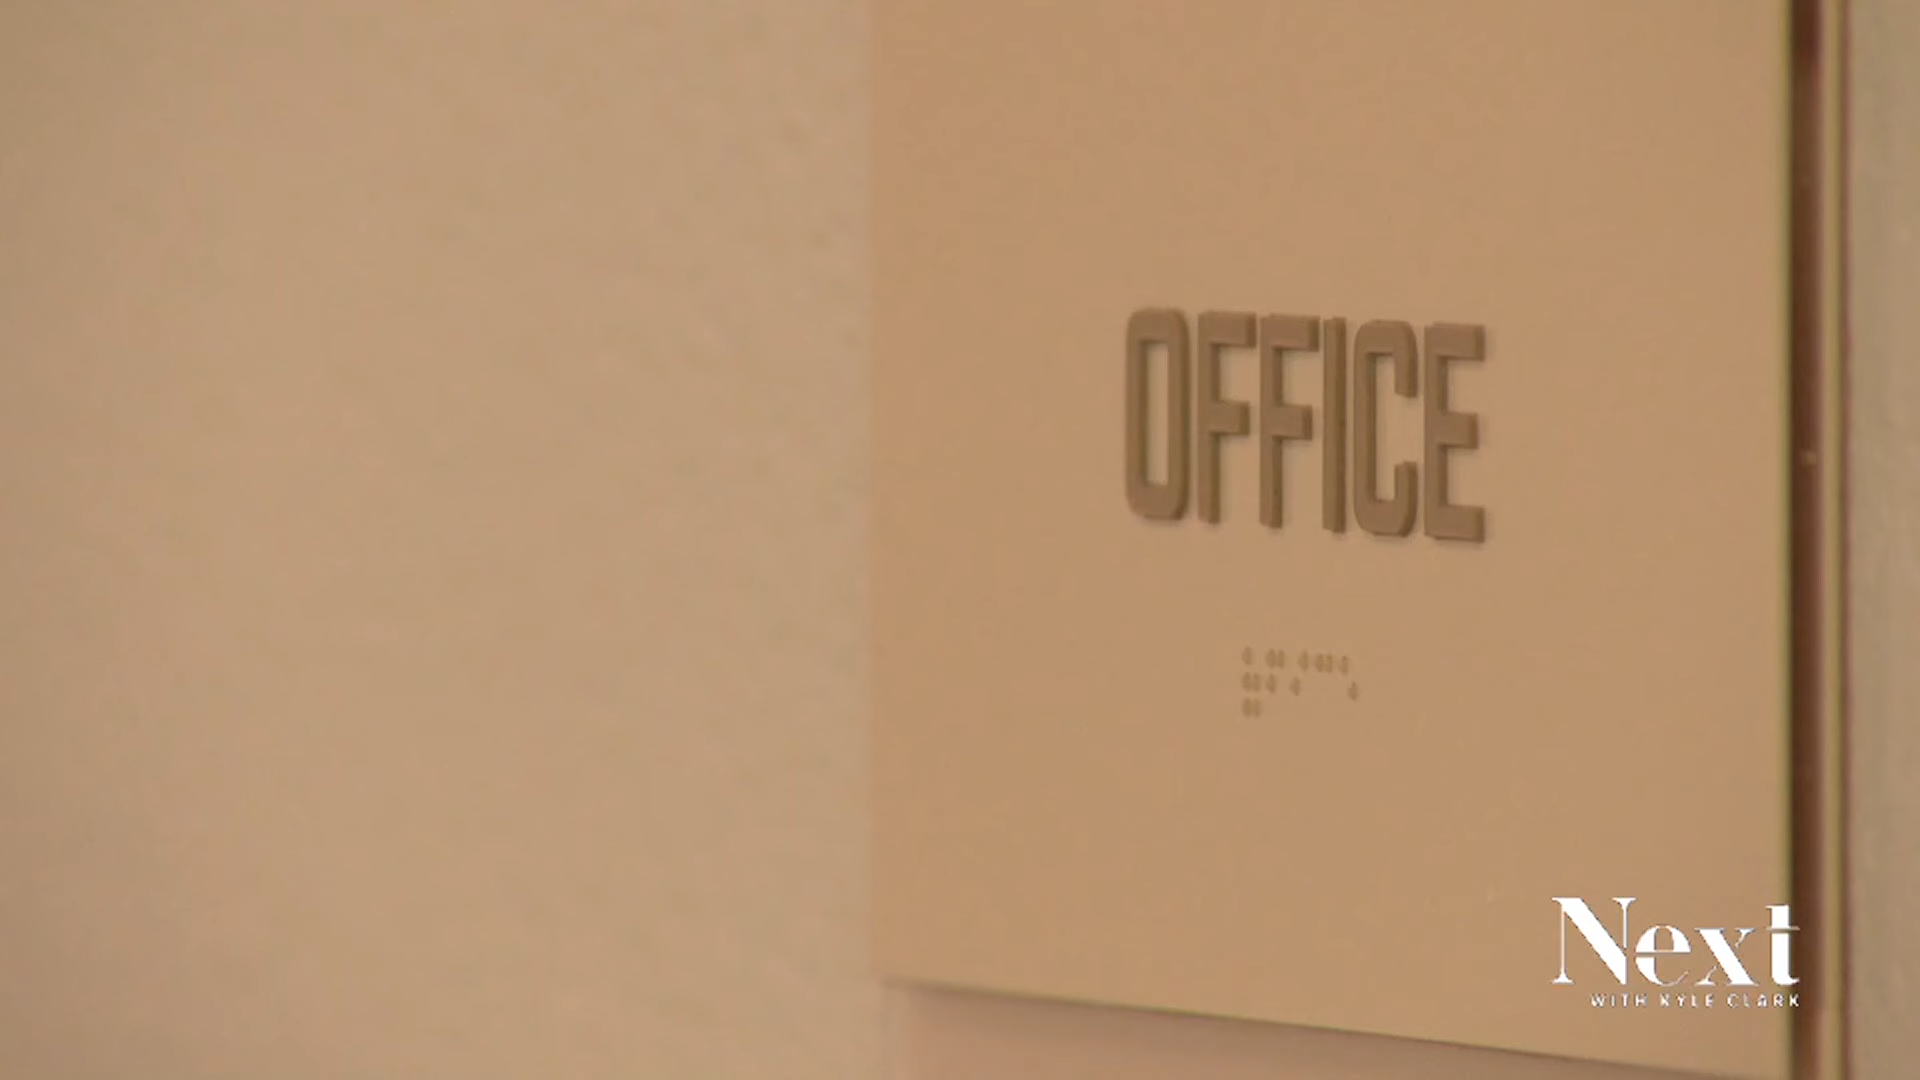 OFFICE
⠷⠋⠊⠉⠑
Next
WITH KYLE CLARK